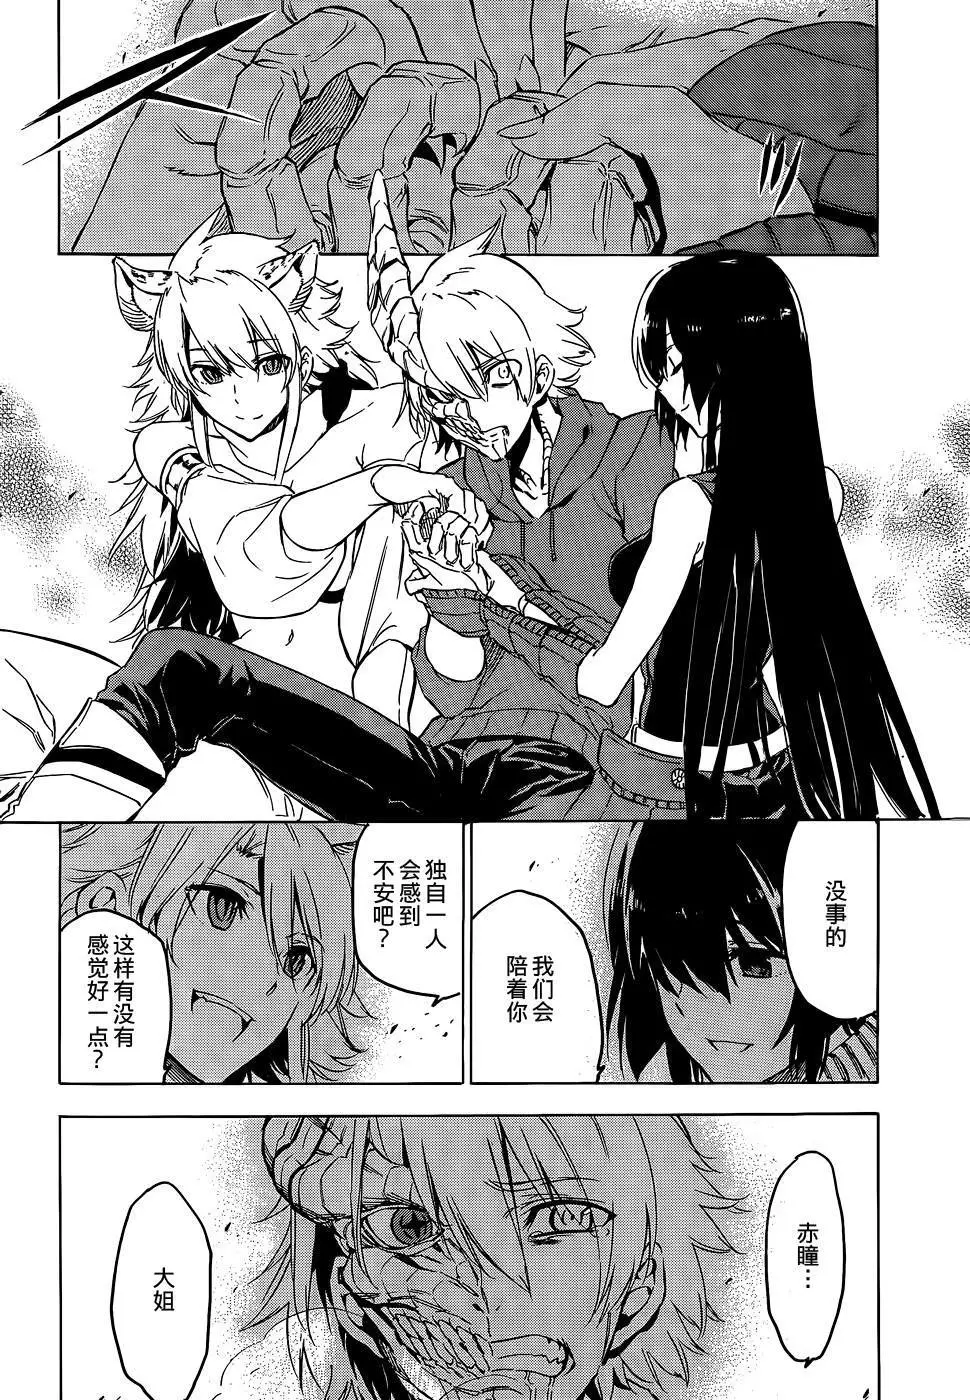 没事的
我们会
陪着你
独自一人
会感到
不安吧？
这样有没有
感觉好一点？
赤瞳…
大姐